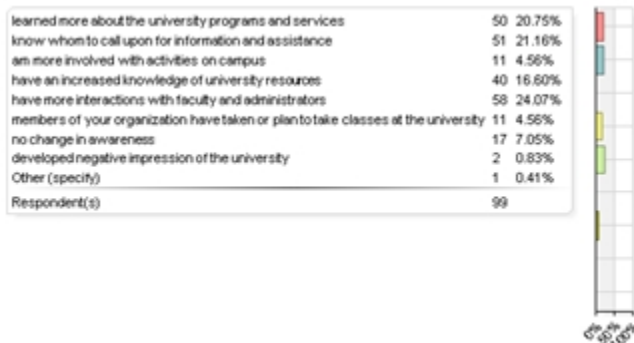 learned more about the university programs and services 50 20.75%
know whom to call upon for information and assistance 51 21.16%
am more involved with activities on campus 11 4.56%
have an increased knowledge of university resources 40 16.60%
have more interactions with faculty and administrators 58 24.07%
members of your organization have taken or plan to take classes at the university 11 4.56%
no change in awareness 17 7.05%
developed negative impression of the university 2 0.83%
Other (specify) 1 0.41%
Respondent(s) 99
0%
50%